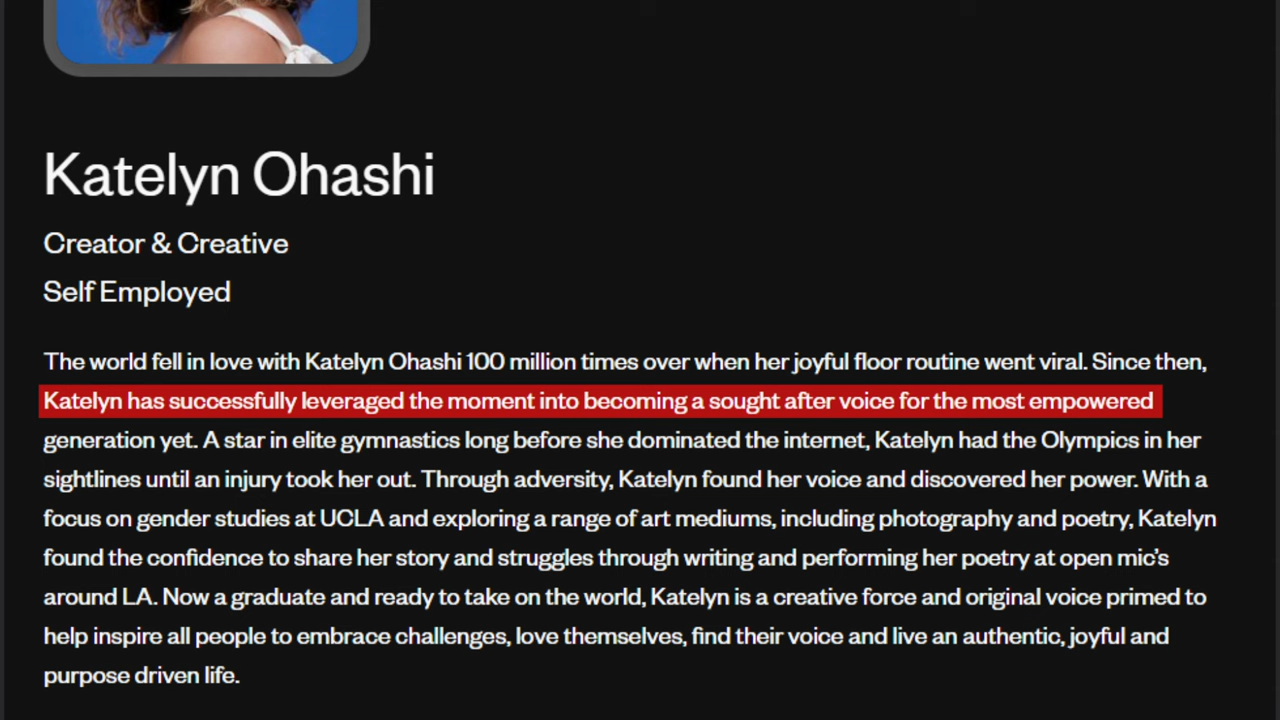 Katelyn Ohashi
Creator & Creative
Self Employed
The world fell in love with Katelyn Ohashi 100 million times over when her joyful floor routine went viral. Since then,
Katelyn has successfully leveraged the moment into becoming a sought after voice for the most empowered
generation yet. A star in elite gymnastics long before she dominated the internet, Katelyn had the Olympics in her
sightlines until an injury took her out. Through adversity, Katelyn found her voice and discovered her power. With a
focus on gender studies at UCLA and exploring a range of art mediums, including photography and poetry, Katelyn
found the confidence to share her story and struggles through writing and performing her poetry at open mic’s
around LA. Now a graduate and ready to take on the world, Katelyn is a creative force and original voice primed to
help inspire all people to embrace challenges, love themselves, find their voice and live an authentic, joyful and
purpose driven life.